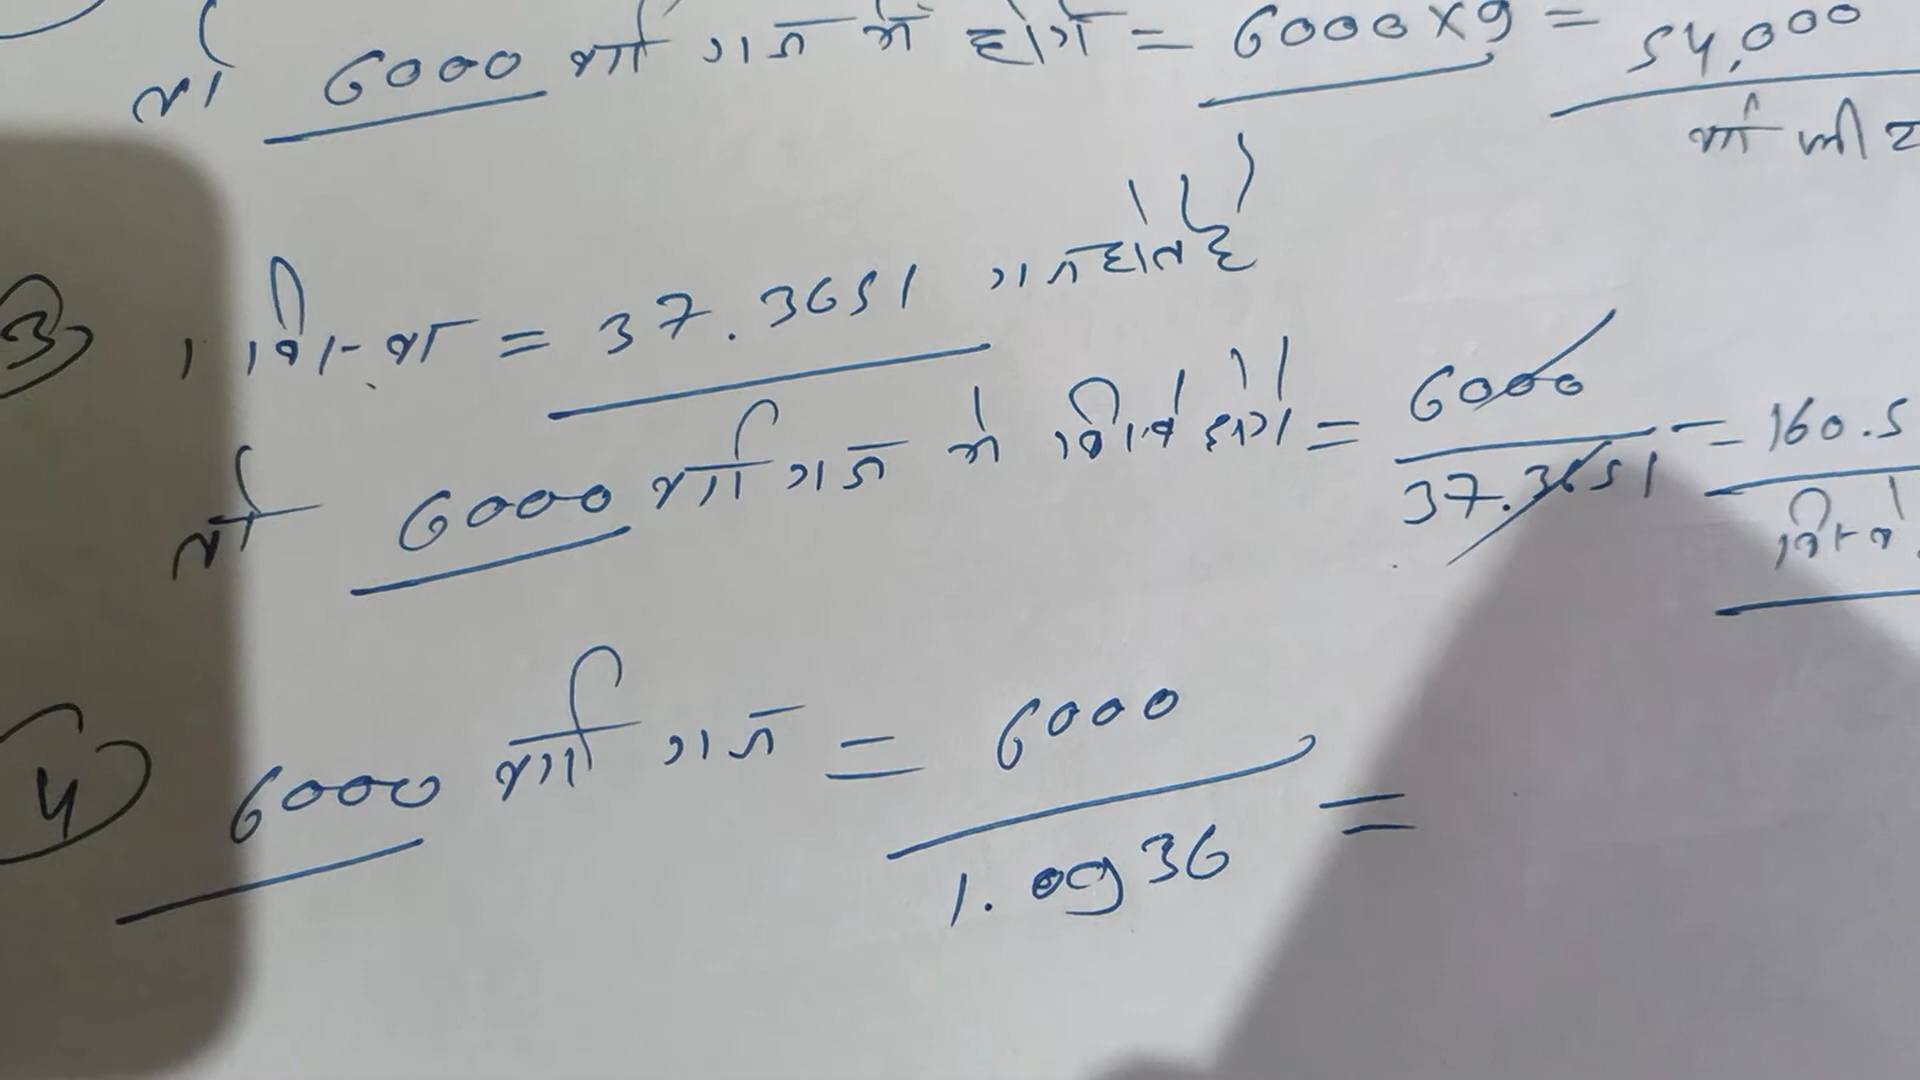 तो 6000 वर्ग गज में होंगे = 6000 x 9 = 54,000
वर्ग फीट
③ 1 = 37.3651 गज होते है
तो 6000 वर्ग गज में होंगे = 6000 / 37.3651 = 160.5
④ 6000 वर्ग गज = 6000 / 1.0936 =